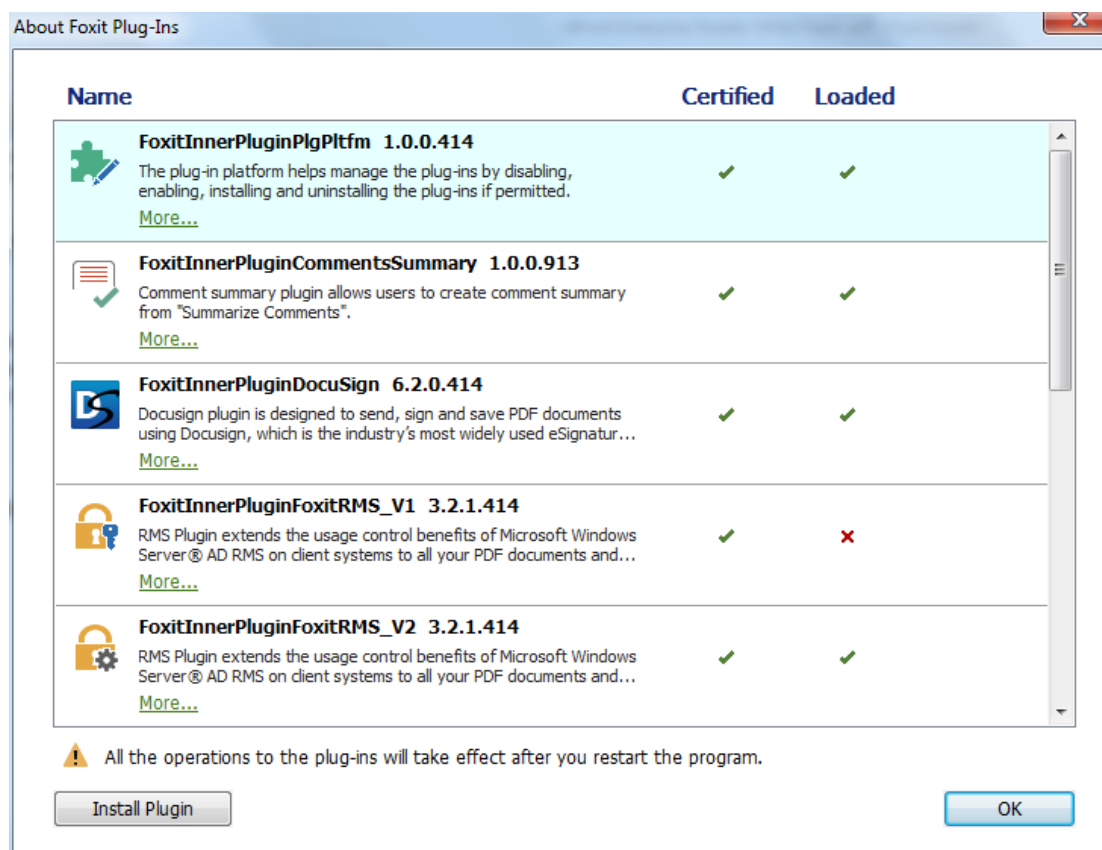 About Foxit Plug-Ins
Name Certified Loaded
FoxitInnerPluginPlgPltfm 1.0.0.414
The plug-in platform helps manage the plug-ins by disabling,
enabling, installing and uninstalling the plug-ins if permitted.
More...
FoxitInnerPluginCommentsSummary 1.0.0.913
Comment summary plugin allows users to create comment summary
from "Summarize Comments".
More...
DS
FoxitInnerPluginDocuSign 6.2.0.414
Docusign plugin is designed to send, sign and save PDF documents
using Docusign, which is the industry's most widely used eSignatur...
More...
FoxitInnerPluginFoxitRMS_V1 3.2.1.414
RMS Plugin extends the usage control benefits of Microsoft Windows
Server® AD RMS on client systems to all your PDF documents and...
More...
FoxitInnerPluginFoxitRMS_V2 3.2.1.414
RMS Plugin extends the usage control benefits of Microsoft Windows
Server® AD RMS on client systems to all your PDF documents and...
More...
All the operations to the plug-ins will take effect after you restart the program.
Install Plugin OK